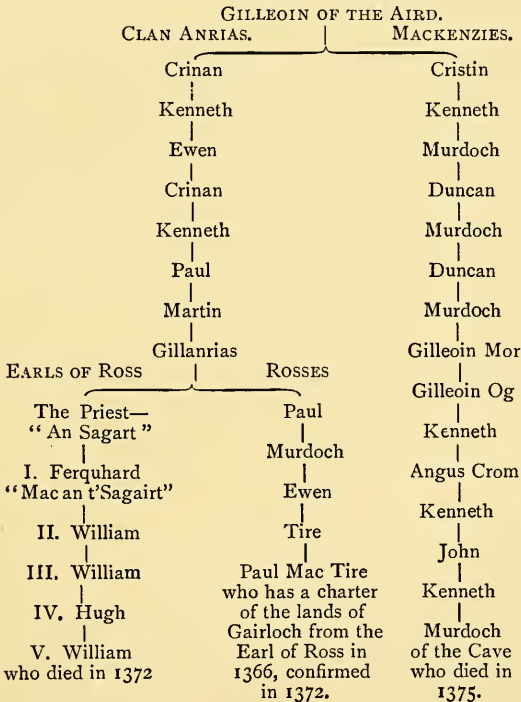 GILLEOIN OF THE AIRD.
CLAN ANRIAS.
Crinan
Kenneth
Ewen
Crinan
Kenneth
Paul
Martin
Gillanrias
EARLS OF ROSS
The Priest—
“An Sagart”
I. Ferquhard
“Mac an t'Sagairt”
II. William
III. William
IV. Hugh
V. William
who died in 1372
ROSSES
Paul
Murdoch
Ewen
Tire
Paul Mac Tire
who has a charter
of the lands of
Gairloch from the
Earl of Ross in
1366, confirmed
in 1372.
MACKENZIES.
Cristin
Kenneth
Murdoch
Duncan
Murdoch
Duncan
Murdoch
Gilleoin Mor
Gilleoin Og
Kenneth
Angus Crom
Kenneth
John
Kenneth
Murdoch
of the Cave
who died in
1375.